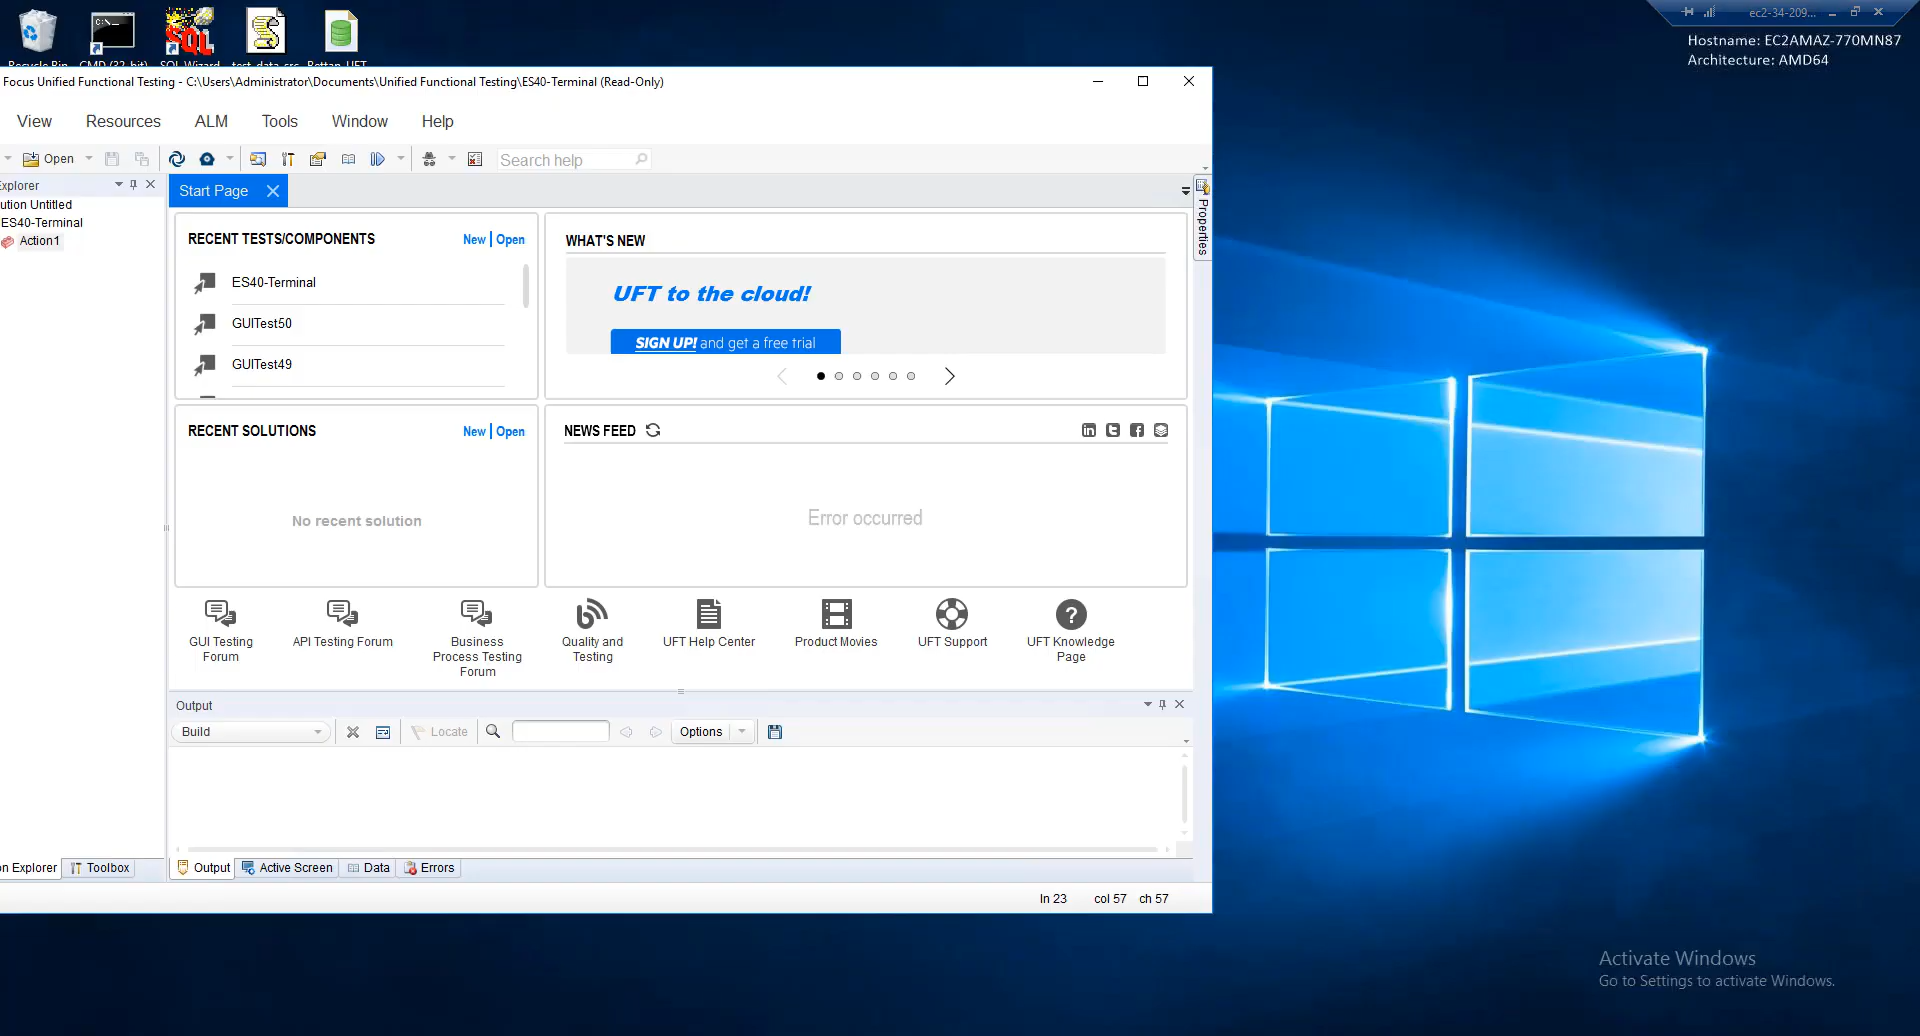 ec2-34-209...
Hostname: EC2AMAZ-770MN87
Architecture: AMD64
Recycle Bin
CMD (32-bit)
SQL Wizard
test_data_src
Focus Unified Functional Testing - C:\Users\Administrator\Documents\Unified Functional Testing\ES40-Terminal (Read-Only)
View Resources ALM Tools Window Help
Open Search help
Explorer
ution Untitled
ES40-Terminal
Action1
Start Page
Properties
RECENT TESTS/COMPONENTS New | Open
ES40-Terminal
GUITest50
GUITest49
WHAT'S NEW
UFT to the cloud!
SIGN UP! and get a free trial
RECENT SOLUTIONS New | Open
No recent solution
NEWS FEED
Error occurred
GUI Testing
Forum
API Testing Forum
Business
Process Testing
Forum
Quality and
Testing
UFT Help Center
Product Movies
UFT Support
UFT Knowledge
Page
Output
Build Locate Options
on Explorer Toolbox
Output Active Screen Data Errors
ln 23 col 57 ch 57
Activate Windows
Go to Settings to activate Windows.